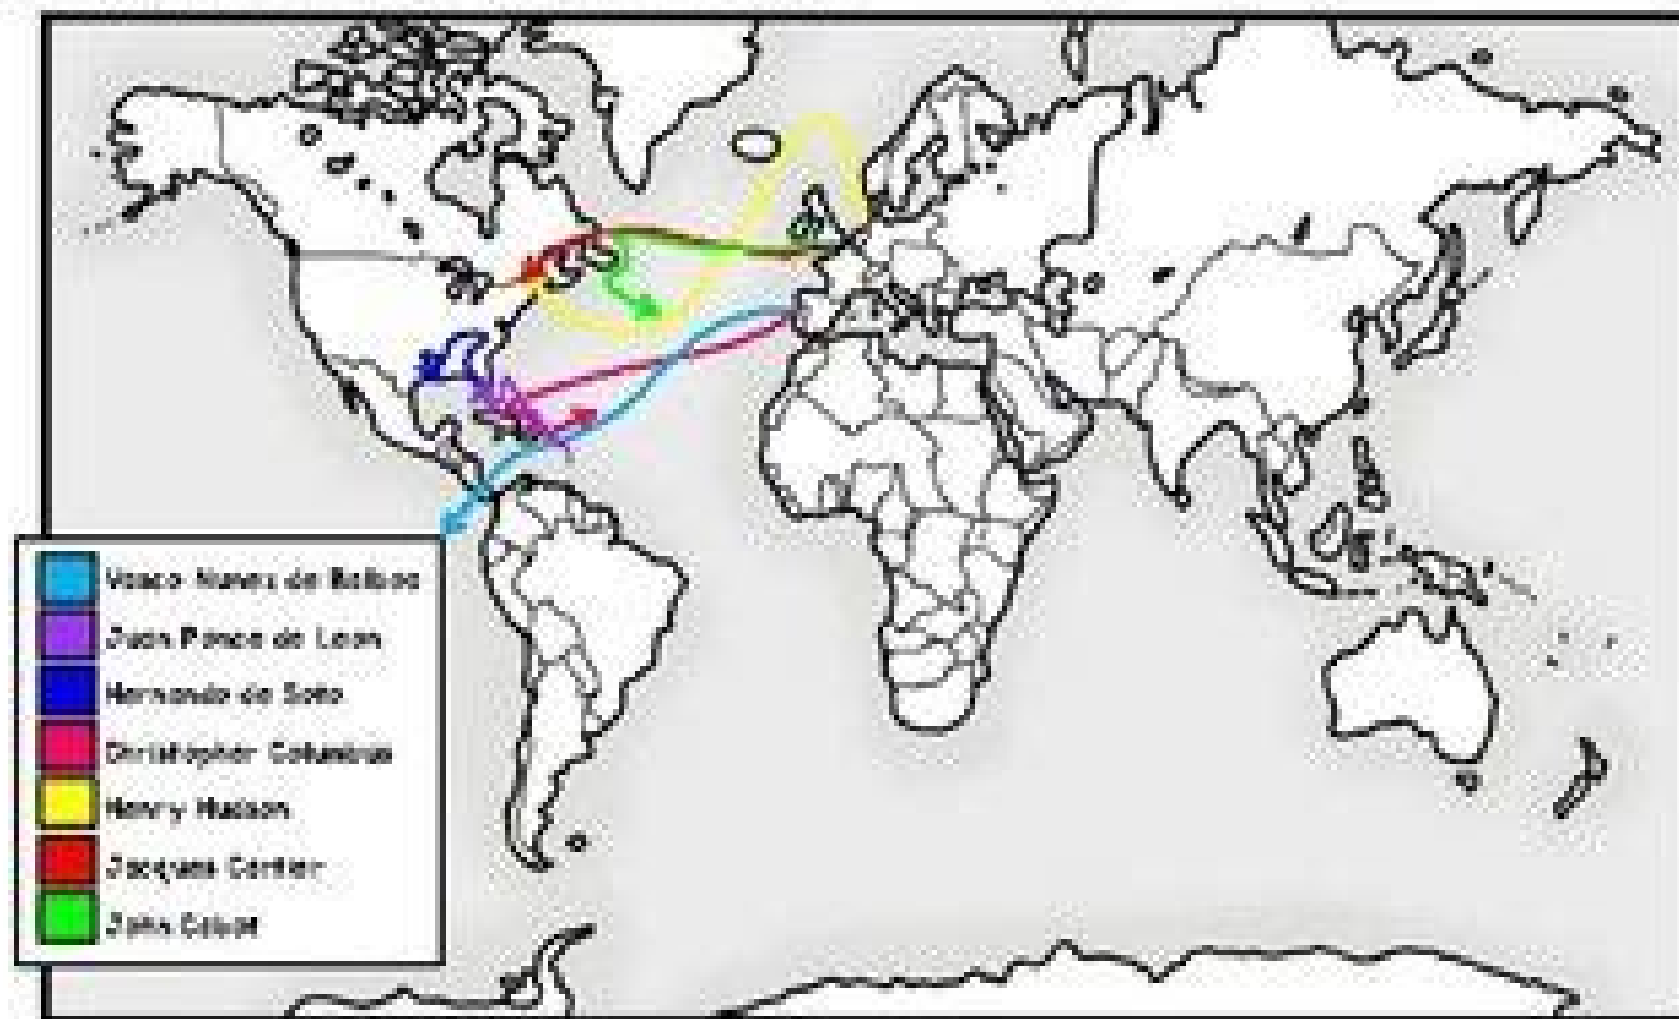 Vasco Nunez de Balboa
Juan Ponce de Leon
Hernando de Soto
Christopher Columbus
Henry Hudson
Jacques Cartier
John Cabot